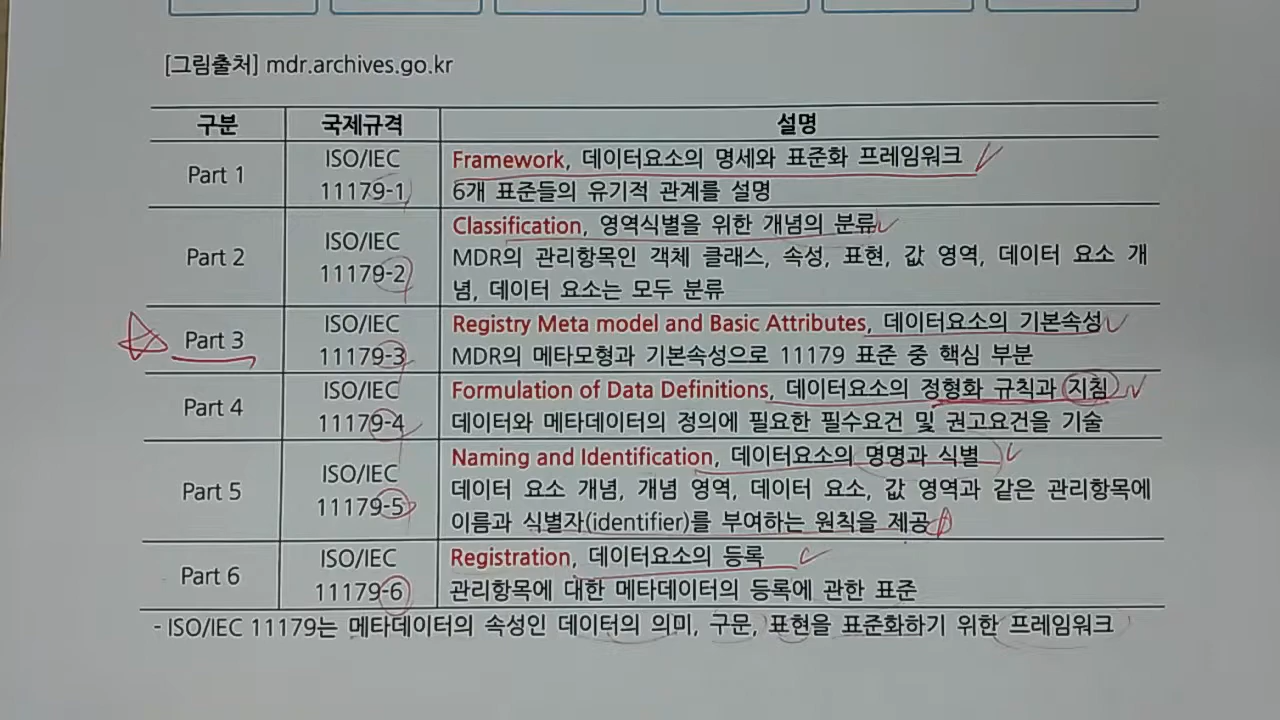 [그림출처] mdr.archives.go.kr
구분 국제규격 설명
Part 1
ISO/IEC
11179-1
Framework, 데이터요소의 명세와 표준화 프레임워크
6개 표준들의 유기적 관계를 설명
Part 2
ISO/IEC
11179-2
Classification, 영역식별을 위한 개념의 분류
MDR의 관리항목인 객체 클래스, 속성, 표현, 값 영역, 데이터 요소 개
념, 데이터 요소는 모두 분류
Part 3
ISO/IEC
11179-3
Registry Meta model and Basic Attributes, 데이터요소의 기본속성
MDR의 메타모형과 기본속성으로 11179 표준 중 핵심 부분
Part 4
ISO/IEC
11179-4
Formulation of Data Definitions, 데이터요소의 정형화 규칙과 지침
데이터와 메타데이터의 정의에 필요한 필수요건 및 권고요건을 기술
Part 5
ISO/IEC
11179-5
Naming and Identification, 데이터요소의 명명과 식별
데이터 요소 개념, 개념 영역, 데이터 요소, 값 영역과 같은 관리항목에
이름과 식별자(identifier)를 부여하는 원칙을 제공
Part 6
ISO/IEC
11179-6
Registration, 데이터요소의 등록
관리항목에 대한 메타데이터의 등록에 관한 표준
- ISO/IEC 11179는 메타데이터의 속성인 데이터의 의미, 구문, 표현을 표준화하기 위한 프레임워크